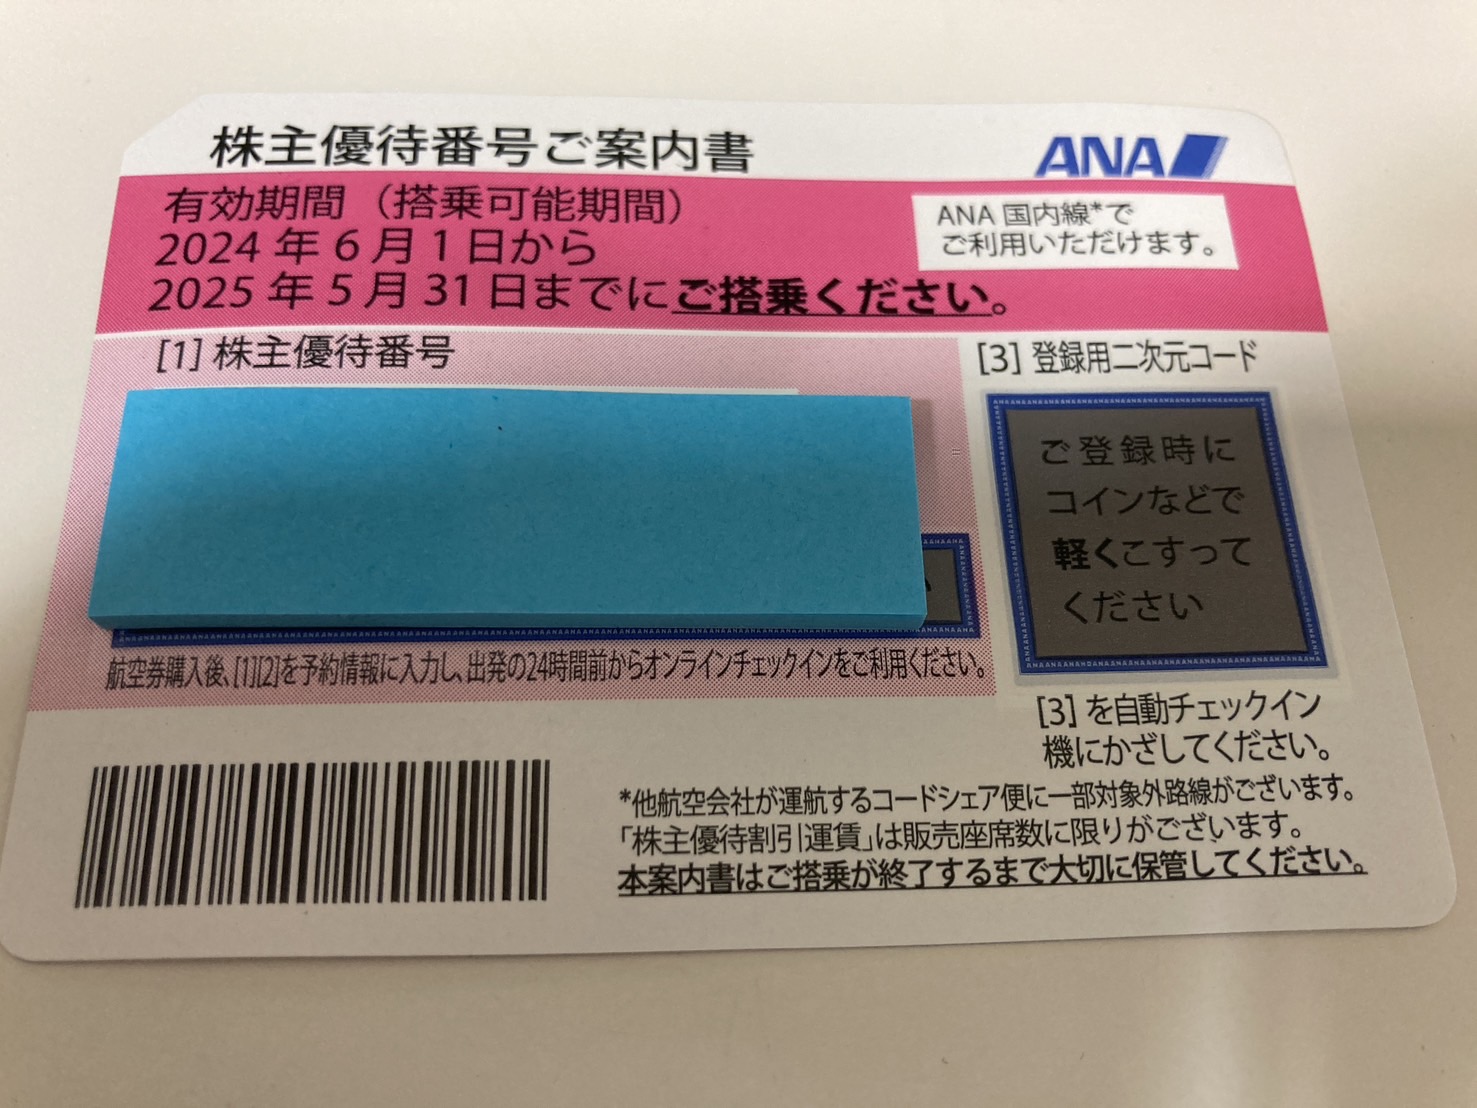 株主優待番号ご案内書
ANA
有効期間（搭乗可能期間）
2024年6月1日から
2025年5月31日までにご搭乗ください。
ANA国内線*で
ご利用いただけます。
[1] 株主優待番号
航空券購入後、[1][2]を予約情報に入力し、出発の24時間前からオンラインチェックインをご利用ください。
[3] 登録用二次元コード
ご登録時に
コインなどで
軽くこすって
ください
[3] を自動チェックイン
機にかざしてください。
*他航空会社が運航するコードシェア便に一部対象外路線がございます。
「株主優待割引運賃」は販売座席数に限りがございます。
本案内書はご搭乗が終了するまで大切に保管してください。